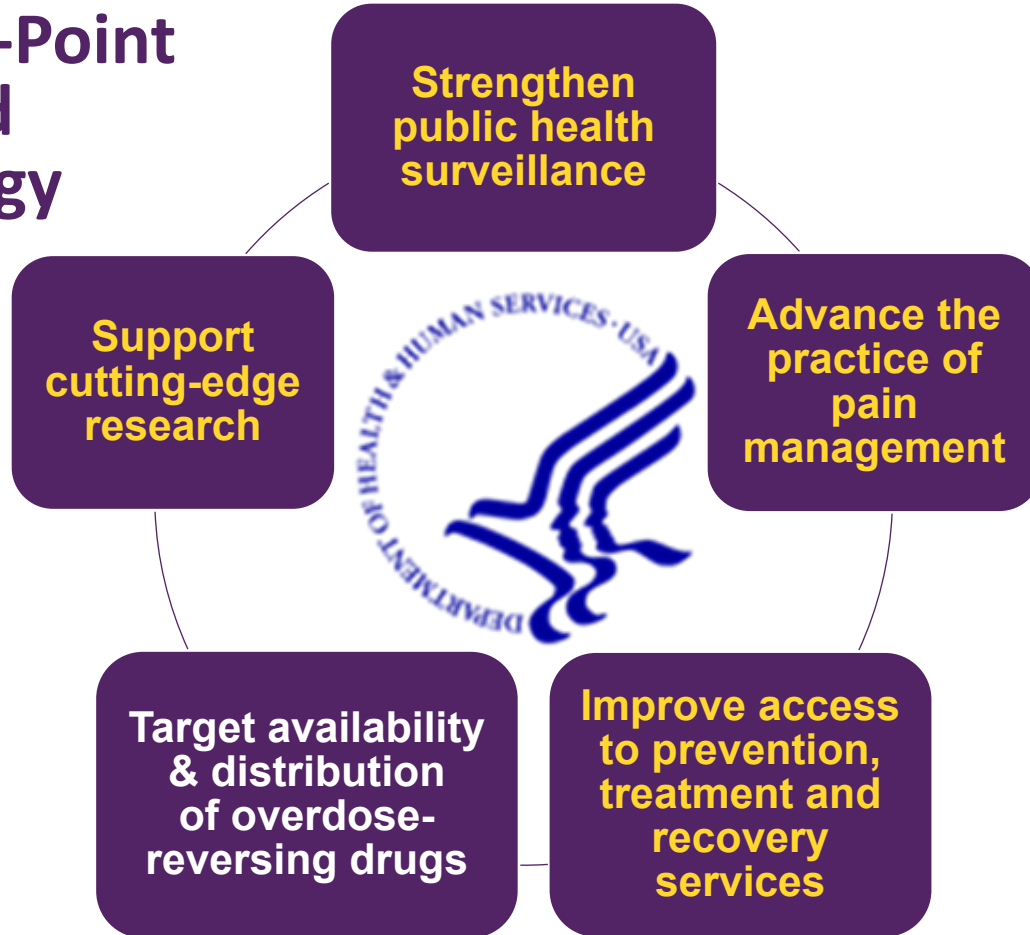 -Point
Strengthen
public health
surveillance
Support
cutting-edge
research
DEPARTMENT OF HEALTH & HUMAN SERVICES · USA
Advance the
practice of
pain
management
Target availability
& distribution
of overdose-
reversing drugs
Improve access
to prevention,
treatment and
recovery
services